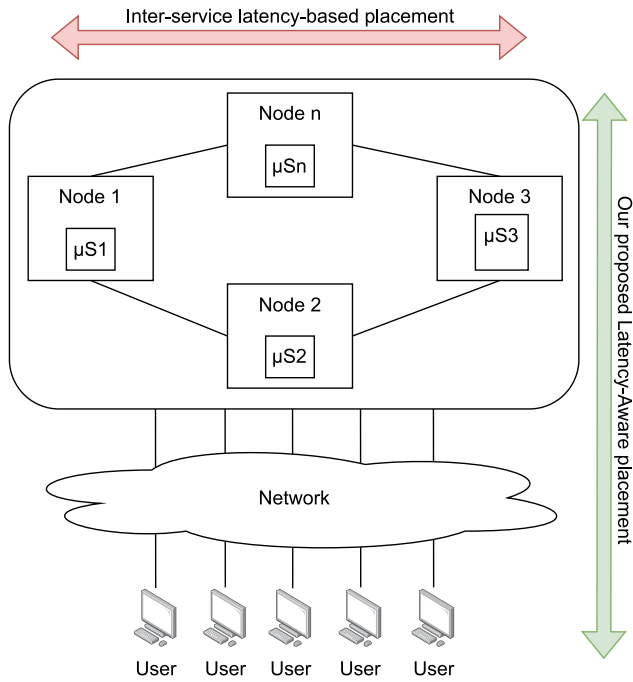 Inter-service latency-based placement
Node n
µSn
Node 1
µS1
Node 3
µS3
Node 2
µS2
Our proposed Latency-Aware placement
Network
User User User User User